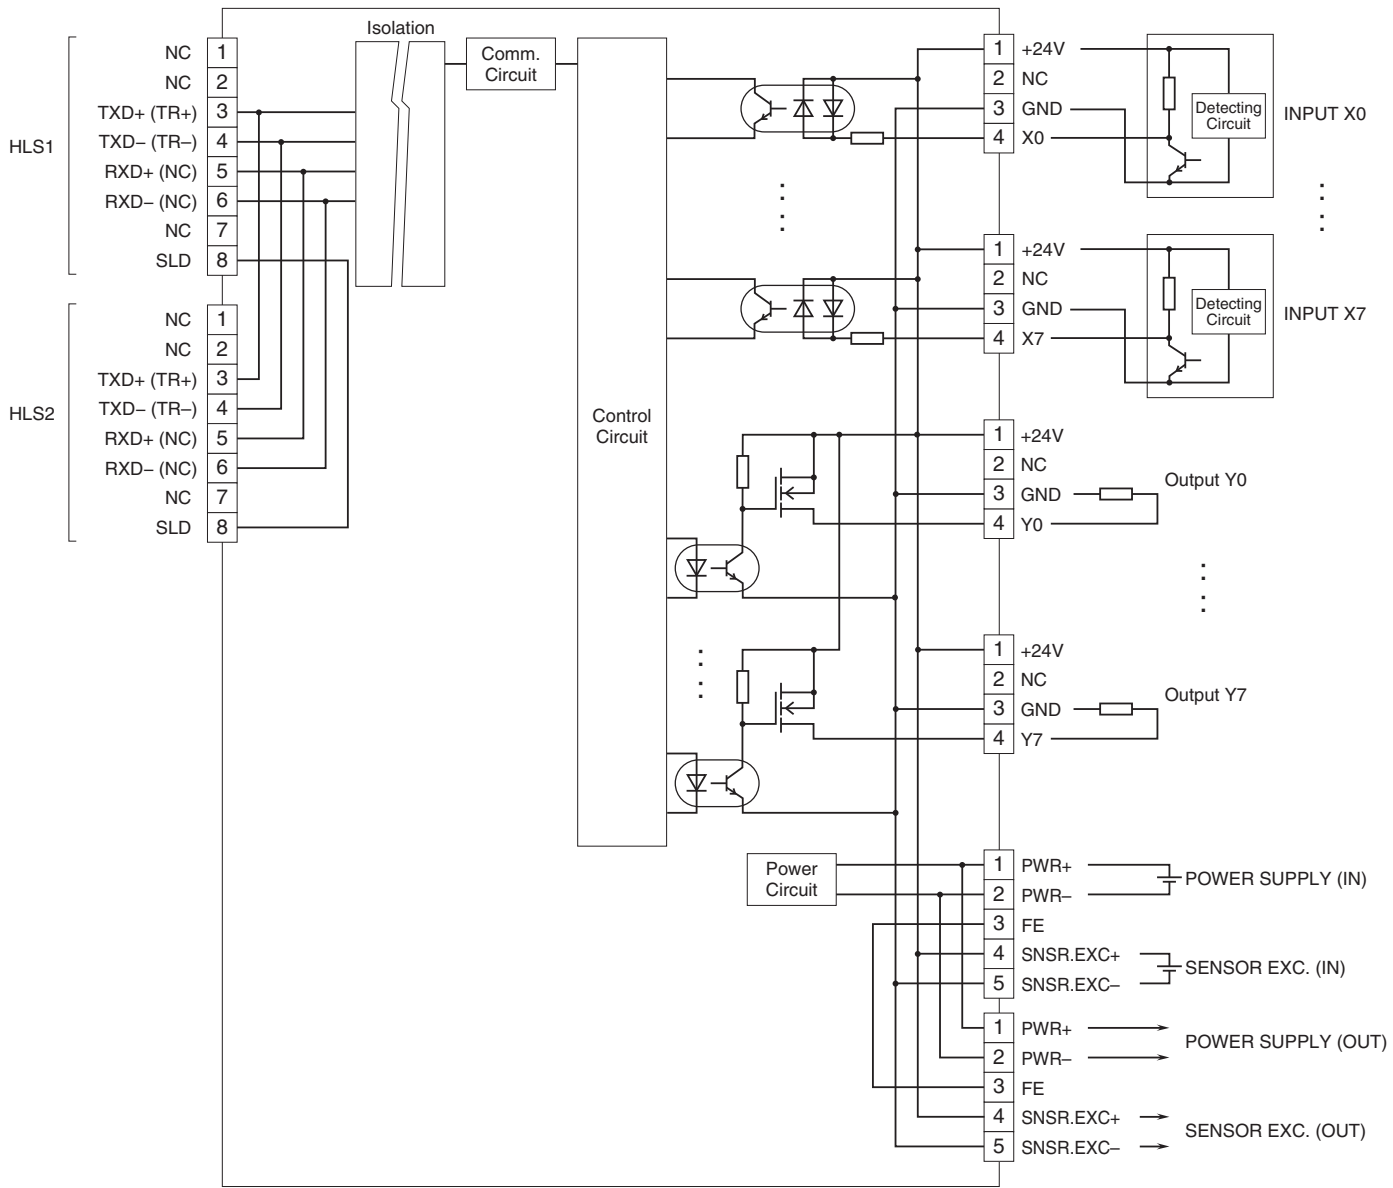 Isolation
Comm.
Circuit
Control
Circuit
Power
Circuit
HLS1
NC 1
NC 2
TXD+ (TR+) 3
TXD– (TR–) 4
RXD+ (NC) 5
RXD– (NC) 6
NC 7
SLD 8
HLS2
NC 1
NC 2
TXD+ (TR+) 3
TXD– (TR–) 4
RXD+ (NC) 5
RXD– (NC) 6
NC 7
SLD 8
1 +24V
2 NC
3 GND
4 X0
Detecting
Circuit
INPUT X0
1 +24V
2 NC
3 GND
4 X7
Detecting
Circuit
INPUT X7
1 +24V
2 NC
3 GND
4 Y0
Output Y0
1 +24V
2 NC
3 GND
4 Y7
Output Y7
1 PWR+
2 PWR–
POWER SUPPLY (IN)
3 FE
4 SNSR.EXC+
5 SNSR.EXC–
SENSOR EXC. (IN)
1 PWR+
2 PWR–
POWER SUPPLY (OUT)
3 FE
4 SNSR.EXC+
5 SNSR.EXC–
SENSOR EXC. (OUT)